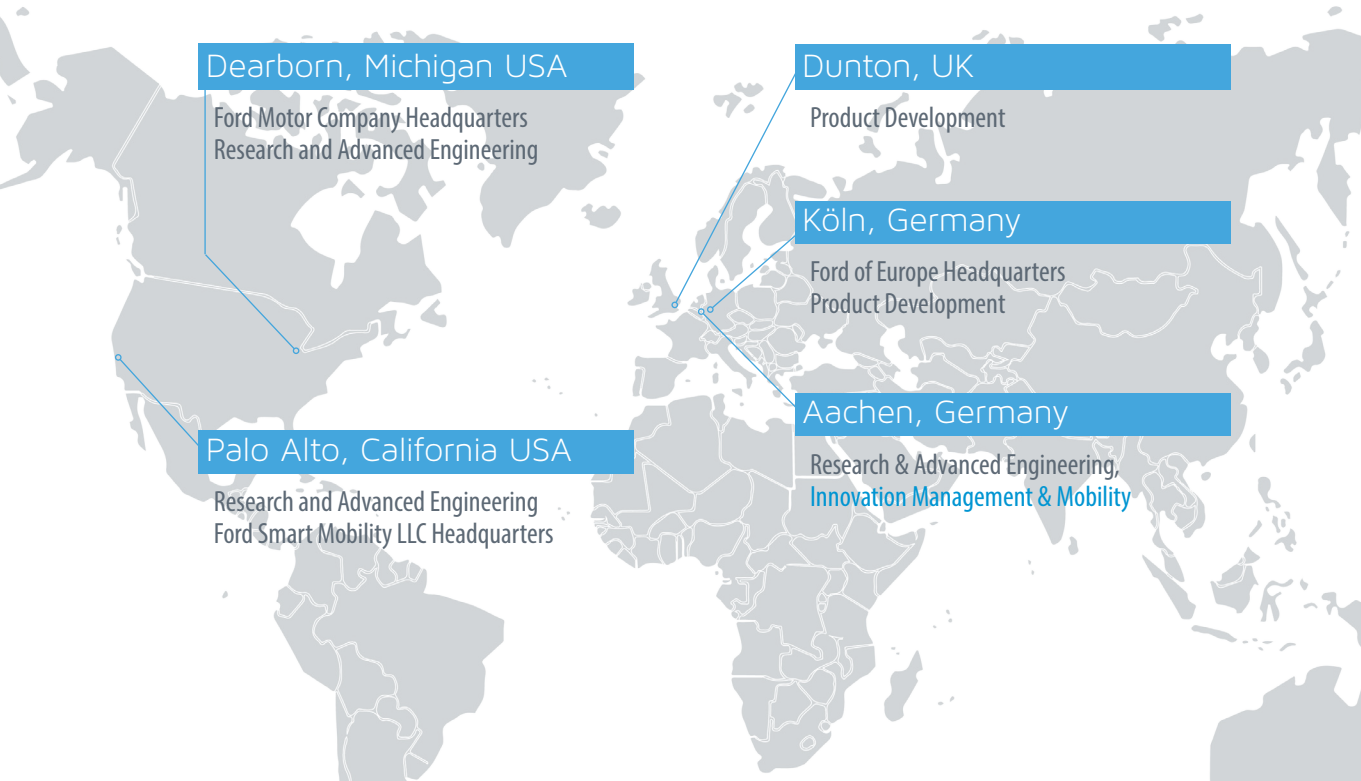 Dearborn, Michigan USA
Ford Motor Company Headquarters
Research and Advanced Engineering
Palo Alto, California USA
Research and Advanced Engineering
Ford Smart Mobility LLC Headquarters
Dunton, UK
Product Development
Köln, Germany
Ford of Europe Headquarters
Product Development
Aachen, Germany
Research & Advanced Engineering,
Innovation Management & Mobility